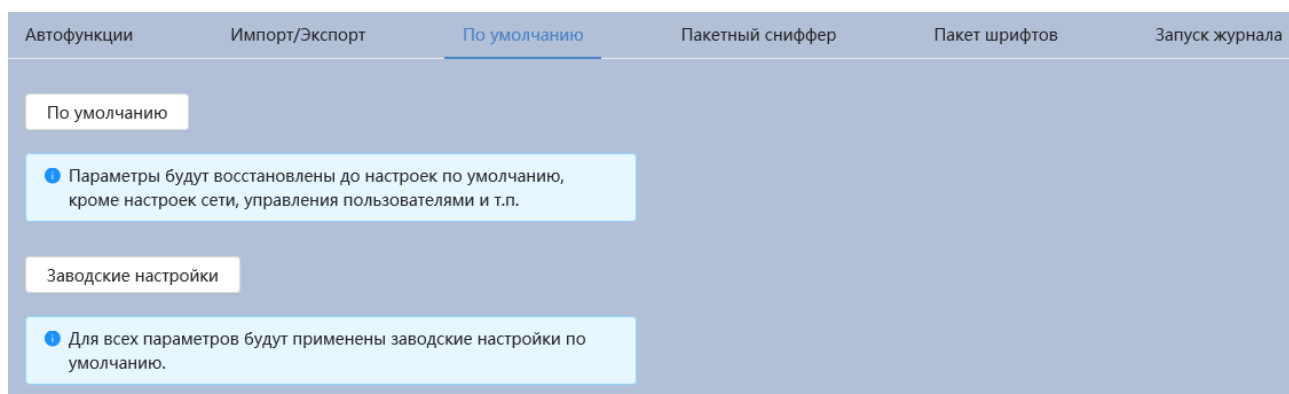 Автофункции Импорт/Экспорт По умолчанию Пакетный сниффер Пакет шрифтов Запуск журнала
По умолчанию
Параметры будут восстановлены до настроек по умолчанию,
кроме настроек сети, управления пользователями и т.п.
Заводские настройки
Для всех параметров будут применены заводские настройки по
умолчанию.